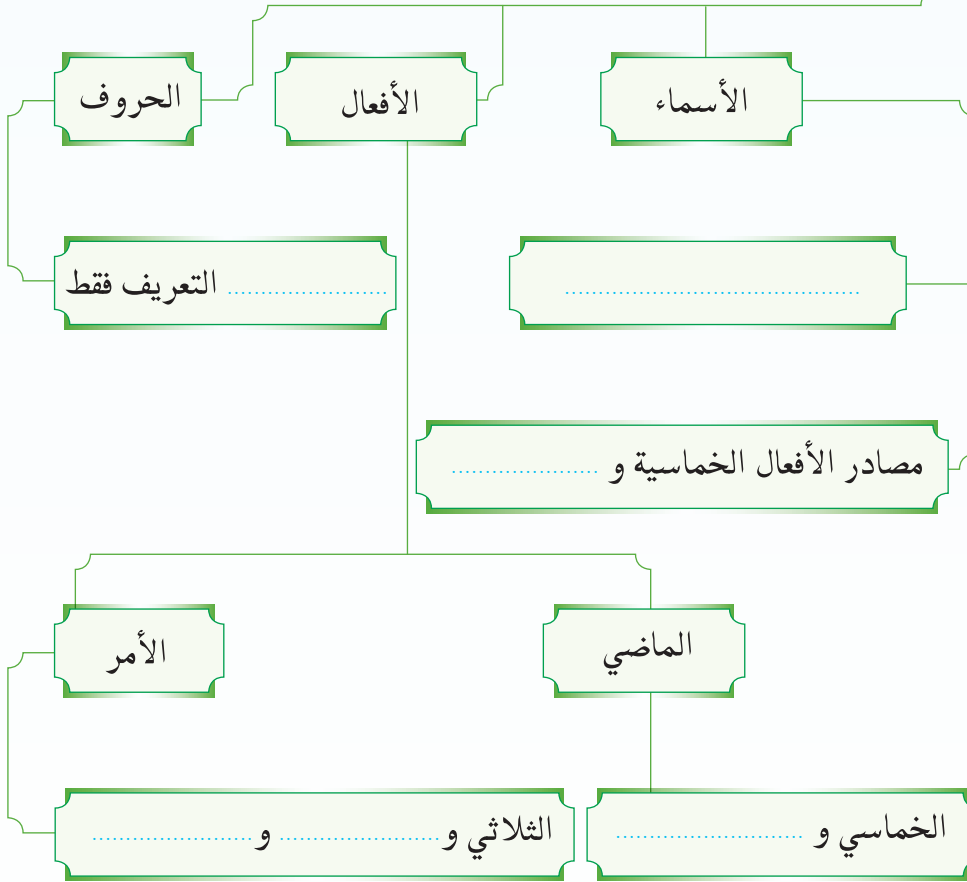 الأسماء
الأفعال
الحروف
......................................
..................... التعريف فقط
مصادر الأفعال الخماسية و ...................
الماضي
الأمر
الخماسي و .........................
الثلاثي و ..................... و .....................